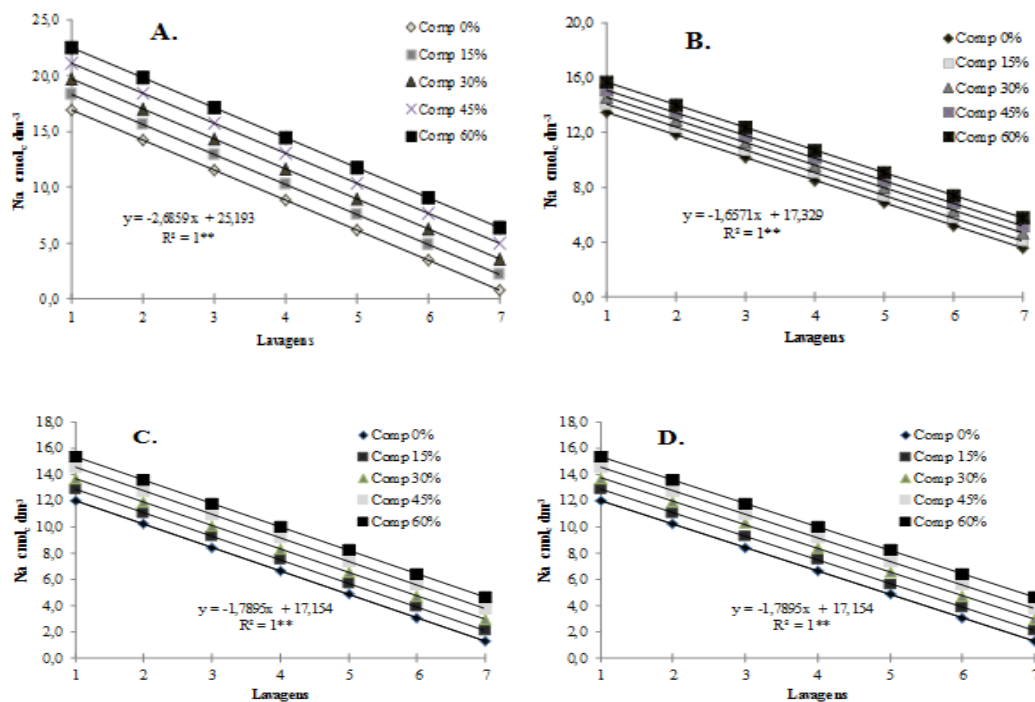 A.
25,0
20,0
15,0
10,0
5,0
0,0
Na cmolc dm-³
Comp 0%
Comp 15%
Comp 30%
Comp 45%
Comp 60%
y = -2,6859x + 25,193
R² = 1**
1 2 3 4 5 6 7
Lavagens
B.
20,0
16,0
12,0
8,0
4,0
0,0
Na cmolc dm-³
Comp 0%
Comp 15%
Comp 30%
Comp 45%
Comp 60%
y = -1,6571x + 17,329
R² = 1**
1 2 3 4 5 6 7
Lavagens
C.
18,0
16,0
14,0
12,0
10,0
8,0
6,0
4,0
2,0
0,0
Na cmolc dm-³
Comp 0%
Comp 15%
Comp 30%
Comp 45%
Comp 60%
y = -1,7895x + 17,154
R² = 1**
1 2 3 4 5 6 7
Lavagens
D.
18,0
16,0
14,0
12,0
10,0
8,0
6,0
4,0
2,0
0,0
Na cmolc dm-³
Comp 0%
Comp 15%
Comp 30%
Comp 45%
Comp 60%
y = -1,7895x + 17,154
R² = 1**
1 2 3 4 5 6 7
Lavagens